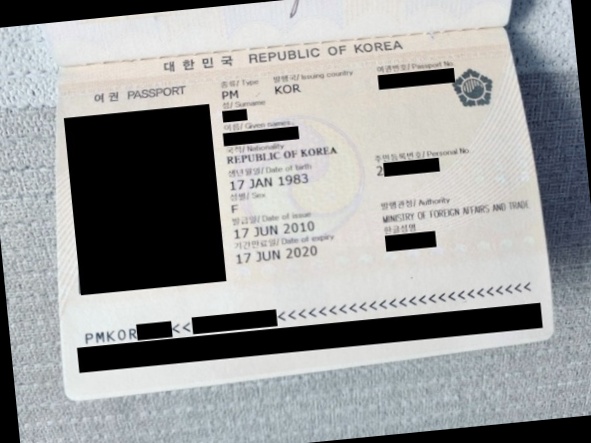 대한민국 REPUBLIC OF KOREA
여권 PASSPORT
종류/ Type 발행국/ Issuing country 여권번호/ Passport No.
PM KOR
성/ Surname
이름/ Given names
국적/ Nationality
REPUBLIC OF KOREA
생년월일/ Date of birth 주민등록번호/ Personal No.
17 JAN 1983 2
성별/ Sex
F
발급일/ Date of issue 발행관청/ Authority
17 JUN 2010 MINISTRY OF FOREIGN AFFAIRS AND TRADE
기간만료일/ Date of expiry 한글성명
17 JUN 2020
PMKOR <<  <<<<<<<<<<<<<<<<<<<<<<<<<<<